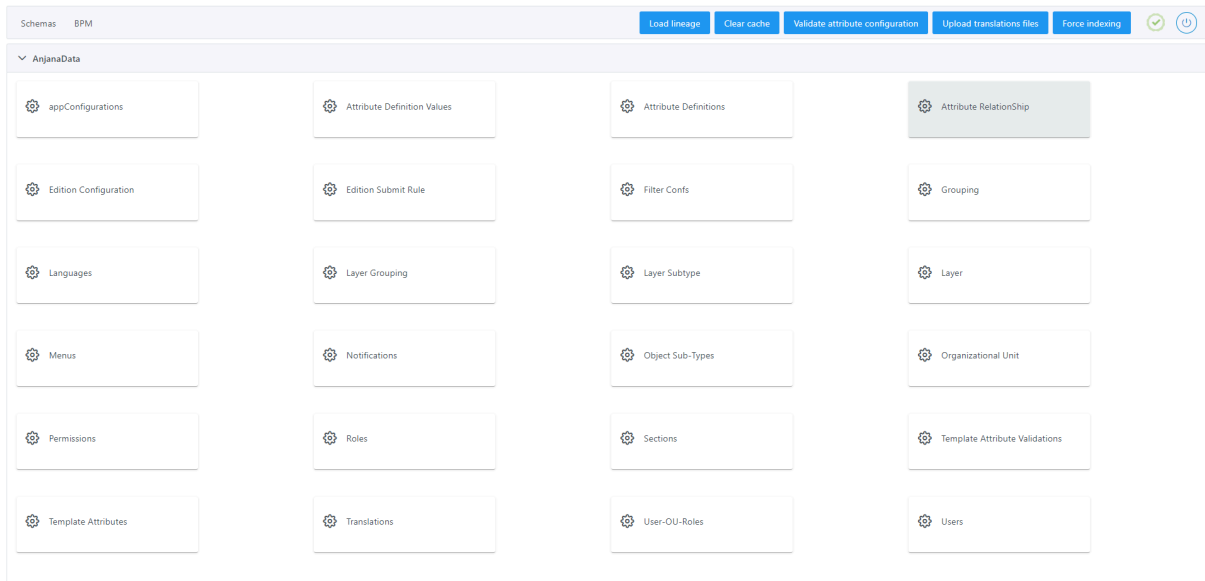 Schemas BPM Load lineage Clear cache Validate attribute configuration Upload translations files Force indexing
AnjanaData
appConfigurations Attribute Definition Values Attribute Definitions Attribute RelationShip
Edition Configuration Edition Submit Rule Filter Confs Grouping
Languages Layer Grouping Layer Subtype Layer
Menus Notifications Object Sub-Types Organizational Unit
Permissions Roles Sections Template Attribute Validations
Template Attributes Translations User-OU-Roles Users